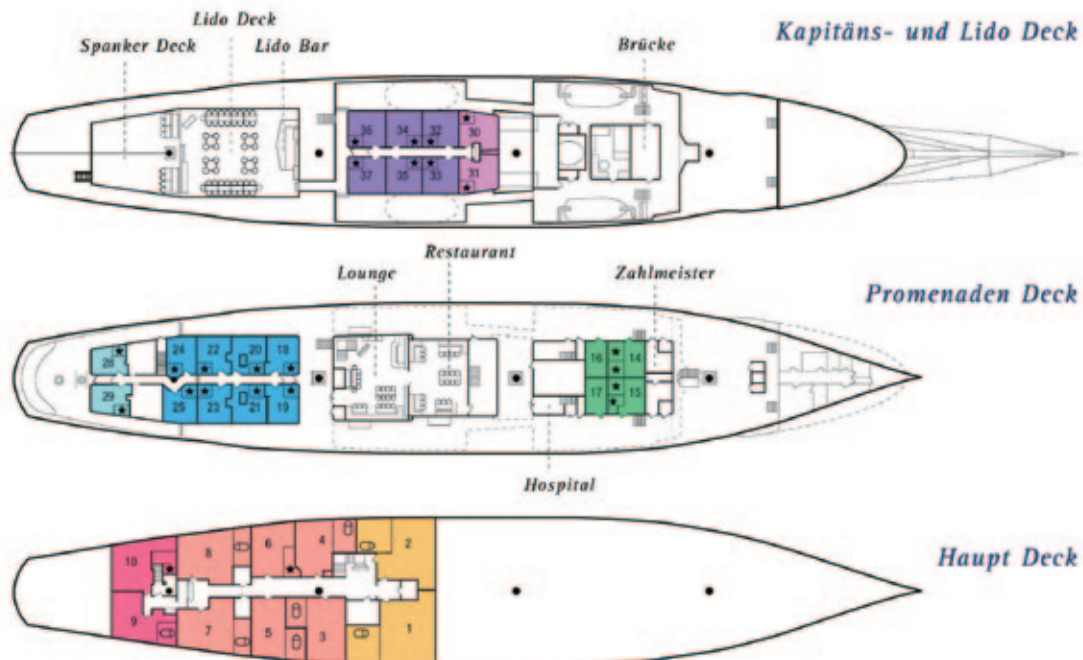 Kapitäns- und Lido Deck
Lido Deck
Spanker Deck
Lido Bar
Brücke
36 34 32 30
37 35 33 31
Promenaden Deck
Restaurant
Lounge
Zahlmeister
28 24 22 20 18 16 14
29 25 23 21 19 17 15
Hospital
Haupt Deck
10 8 6 4 2
9 7 5 3 1